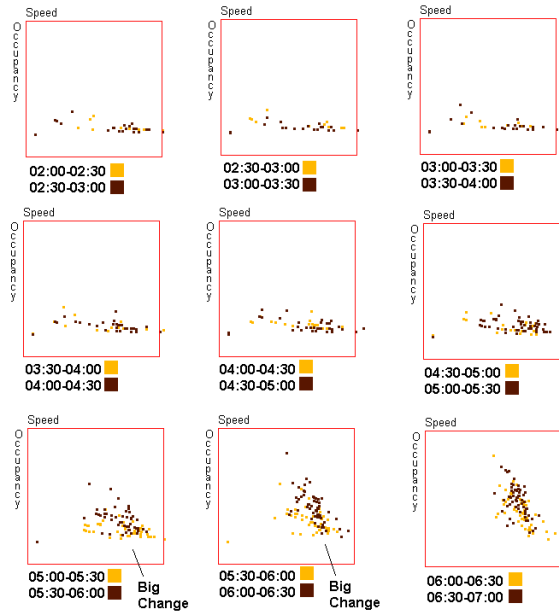 Speed
Speed
Speed
Occupancy
Occupancy
Occupancy
02:00-02:30
02:30-03:00
02:30-03:00
03:00-03:30
03:00-03:30
03:30-04:00
Speed
Speed
Speed
Occupancy
Occupancy
Occupancy
03:30-04:00
04:00-04:30
04:00-04:30
04:30-05:00
04:30-05:00
05:00-05:30
Speed
Speed
Speed
Occupancy
Occupancy
Occupancy
05:00-05:30
05:30-06:00
Big
Change
05:30-06:00
06:00-06:30
Big
Change
06:00-06:30
06:30-07:00